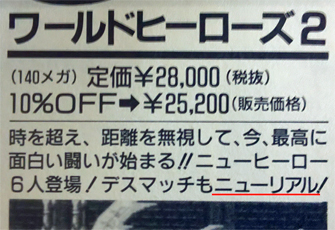 ワールドヒーローズ2
(140メガ) 定価¥28,000(税抜)
10%OFF➡¥25,200(販売価格)
時を超え、距離を無視して、今、最高に
面白い闘いが始まる!!ニューヒーロー
6人登場!デスマッチもニューリアル!